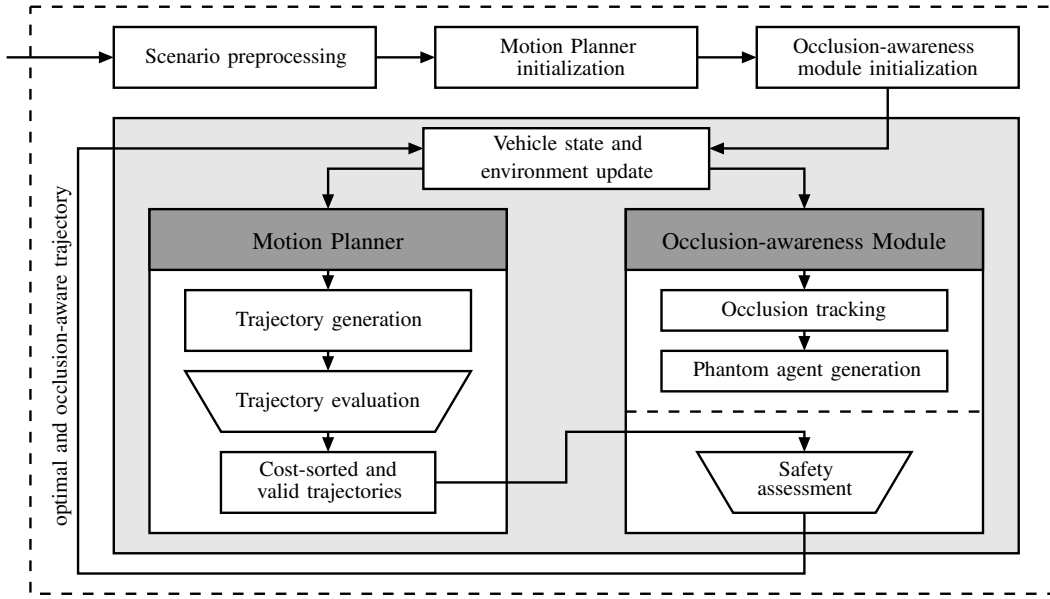 Scenario preprocessing
Motion Planner
initialization
Occlusion-awareness
module initialization
Vehicle state and
environment update
optimal and occlusion-aware trajectory
Motion Planner
Trajectory generation
Trajectory evaluation
Cost-sorted and
valid trajectories
Occlusion-awareness Module
Occlusion tracking
Phantom agent generation
Safety
assessment